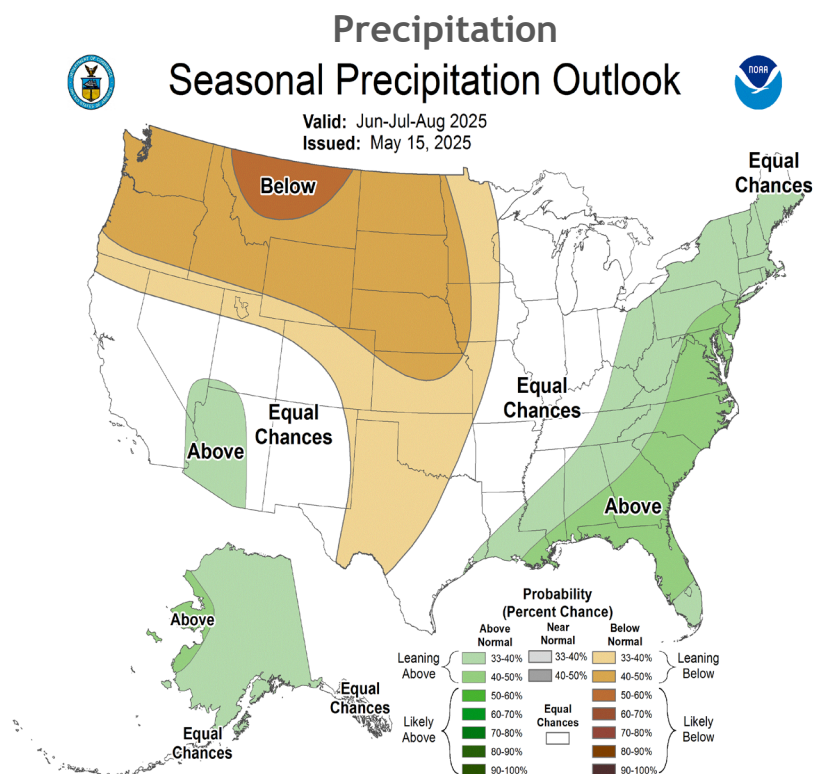 Precipitation
Seasonal Precipitation Outlook
NOAA
Valid: Jun-Jul-Aug 2025
Issued: May 15, 2025
Below
Equal
Chances
Equal
Chances
Equal
Chances
Above
Above
Above
Equal
Chances
Equal
Chances
Probability
(Percent Chance)
Above
Normal
Near
Normal
Below
Normal
Leaning
Above
33-40%
33-40%
33-40%
Leaning
Below
40-50%
40-50%
40-50%
Likely
Above
50-60%
50-60%
Likely
Below
60-70%
60-70%
Equal
Chances
70-80%
70-80%
80-90%
80-90%
90-100%
90-100%